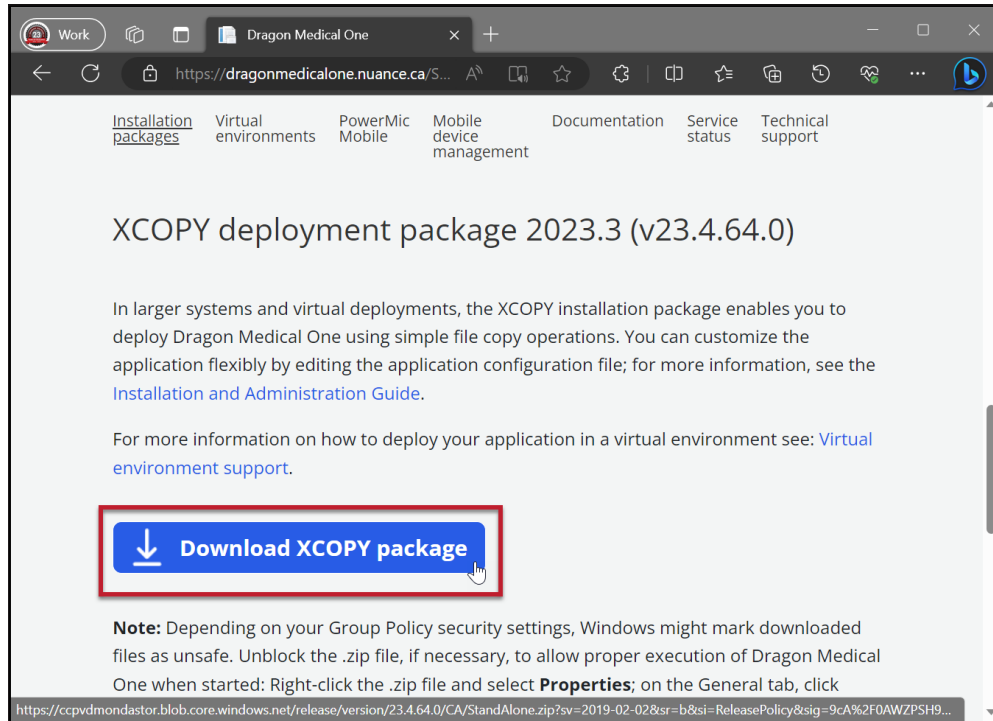 23 Work
Dragon Medical One
https://dragonmedicalone.nuance.ca/S...
Installation packages
Virtual environments
PowerMic Mobile
Mobile device management
Documentation
Service status
Technical support
XCOPY deployment package 2023.3 (v23.4.64.0)
In larger systems and virtual deployments, the XCOPY installation package enables you to
deploy Dragon Medical One using simple file copy operations. You can customize the
application flexibly by editing the application configuration file; for more information, see the
Installation and Administration Guide.
For more information on how to deploy your application in a virtual environment see: Virtual
environment support.
Download XCOPY package
Note: Depending on your Group Policy security settings, Windows might mark downloaded
files as unsafe. Unblock the .zip file, if necessary, to allow proper execution of Dragon Medical
One when started: Right-click the .zip file and select Properties; on the General tab, click
https://ccpvdmondastor.blob.core.windows.net/release/version/23.4.64.0/CA/StandAlone.zip?sv=2019-02-02&sr=b&si=ReleasePolicy&sig=9cA%2F0AWZPSH9...